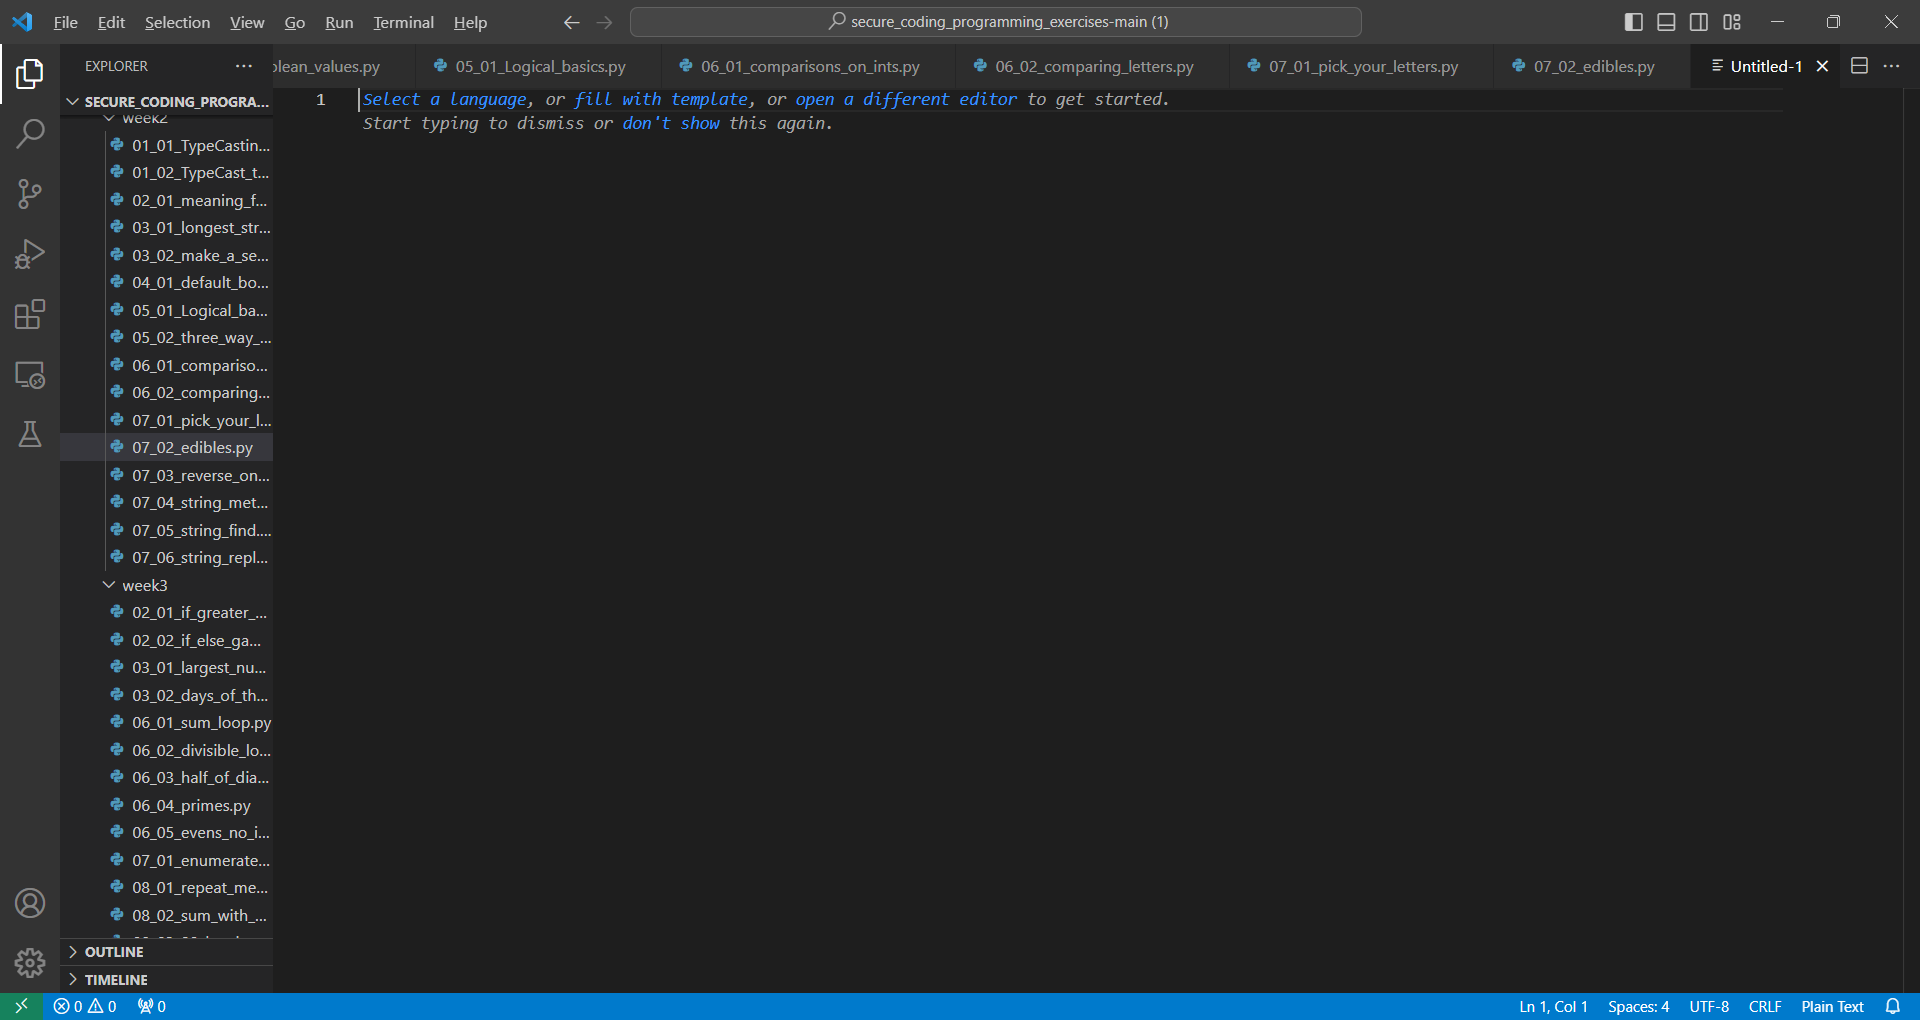 File Edit Selection View Go Run Terminal Help
secure_coding_programming_exercises-main (1)
EXPLORER
olean_values.py 05_01_Logical_basics.py 06_01_comparisons_on_ints.py 06_02_comparing_letters.py 07_01_pick_your_letters.py 07_02_edibles.py Untitled-1
SECURE_CODING_PROGRA...
week2
01_01_TypeCastin...
01_02_TypeCast_t...
02_01_meaning_f...
03_01_longest_str...
03_02_make_a_se...
04_01_default_bo...
05_01_Logical_ba...
05_02_three_way_...
06_01_compariso...
06_02_comparing...
07_01_pick_your_l...
07_02_edibles.py
07_03_reverse_on...
07_04_string_met...
07_05_string_find....
07_06_string_repl...
week3
02_01_if_greater_...
02_02_if_else_ga...
03_01_largest_nu...
03_02_days_of_th...
06_01_sum_loop.py
06_02_divisible_lo...
06_03_half_of_dia...
06_04_primes.py
06_05_evens_no_i...
07_01_enumerate...
08_01_repeat_me...
08_02_sum_with_...
OUTLINE
TIMELINE
1 Select a language, or fill with template, or open a different editor to get started.
Start typing to dismiss or don't show this again.
0 0 0
Ln 1, Col 1 Spaces: 4 UTF-8 CRLF Plain Text